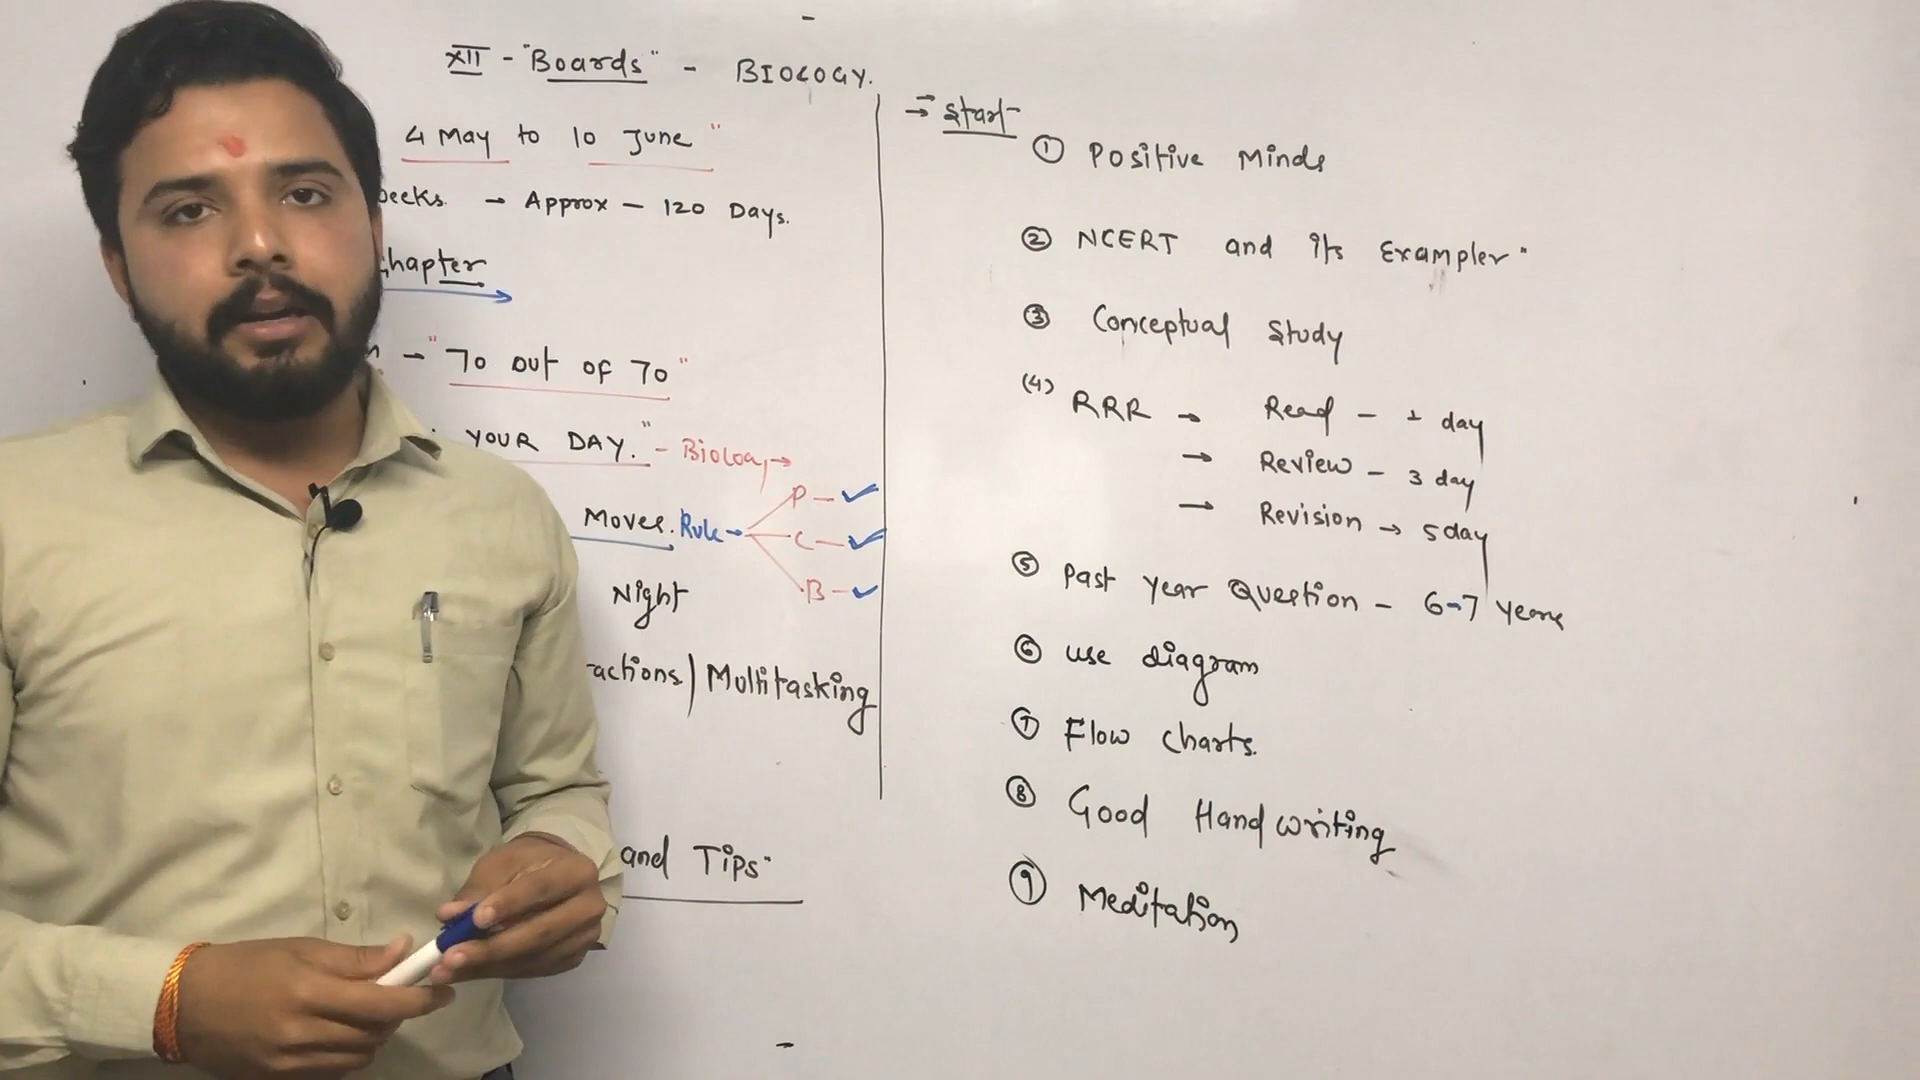 XII - "Boards" - BIOLOGY.
4 May to 10 June"
weeks. → Approx - 120 Days.
chapter
- "70 out of 70"
YOUR DAY." - Biology →
Moves. Rule →
P -
C -
B -
Night
actions / Multitasking
and Tips"
→ Start
① Positive Minds
② NCERT and its Exampler"
③ Conceptual Study
(4) RRR → Read - 1 day
→ Review - 3 day
→ Revision → 5 day
⑤ Past Year Question - 6-7 Years
⑥ use diagram
⑦ Flow charts.
⑧ Good Handwriting
⑨ Meditation